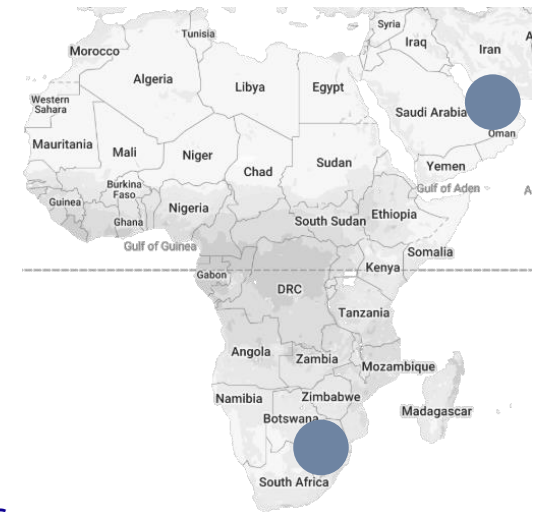 Syria
Tunisia
Morocco
Iraq
Iran
A
Algeria
Libya
Egypt
Western
Sahara
Saudi Arabia
Oman
Mauritania
Mali
Niger
Chad
Sudan
Yemen
Gulf of Aden
A
Burkina
Faso
Guinea
Nigeria
Ghana
South Sudan
Ethiopia
Gulf of Guinea
Somalia
Gabon
Kenya
DRC
Tanzania
Angola
Zambia
Mozambique
Namibia
Zimbabwe
Botswana
Madagascar
South Africa